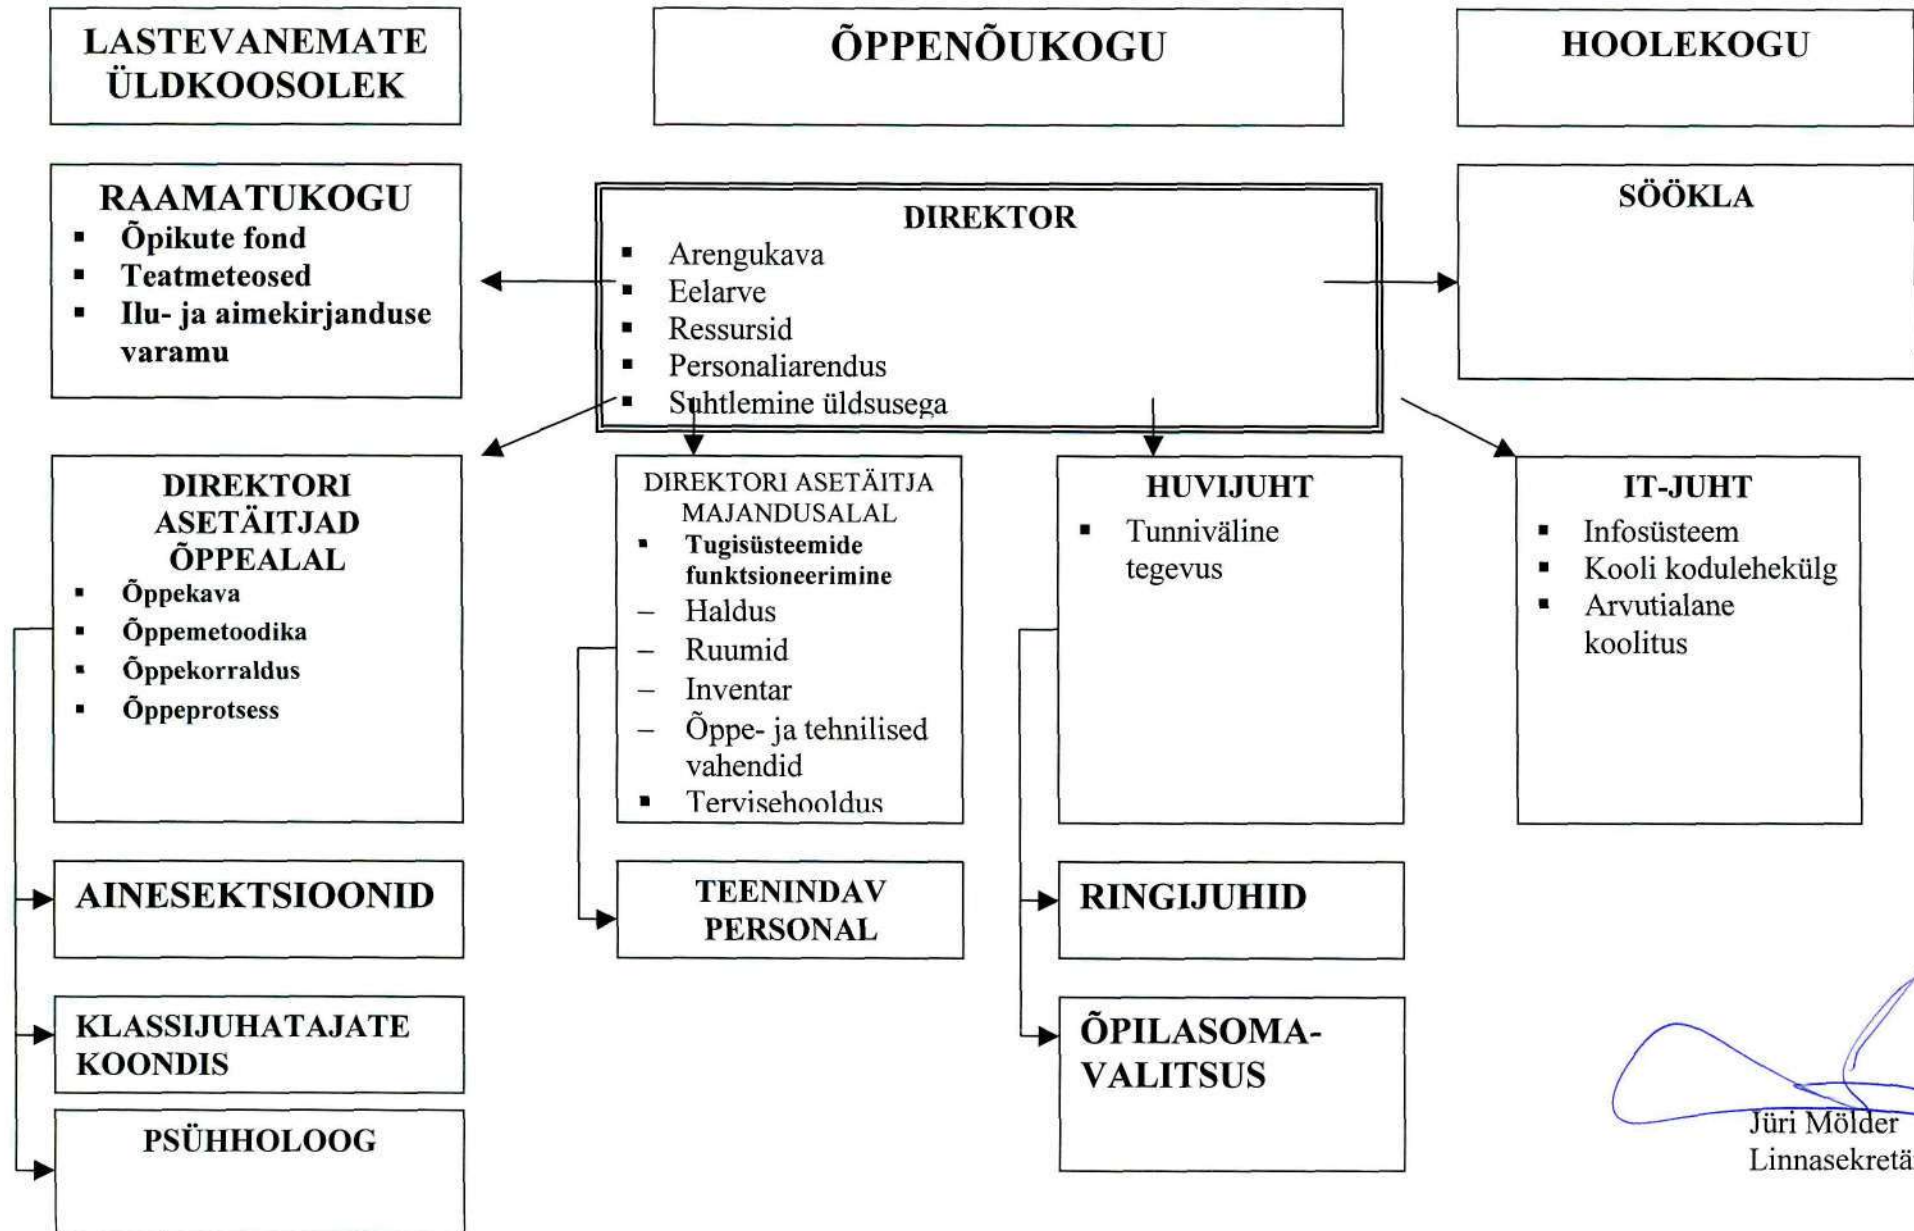 LASTEVANEMATE
ÜLDKOOSOLEK
ÕPPENÕUKOGU
HOOLEKOGU
RAAMATUKOGU
▪ Õpikute fond
▪ Teatmeteosed
▪ Ilu- ja aimekirjanduse
varamu
DIREKTOR
▪ Arengukava
▪ Eelarve
▪ Ressursid
▪ Personaliarendus
▪ Suhtlemine üldsusega
SÖÖKLA
DIREKTORI
ASETÄITJAD
ÕPPEALAL
▪ Õppekava
▪ Õppemetoodika
▪ Õppekorraldus
▪ Õppeprotsess
DIREKTORI ASETÄITJA
MAJANDUSALAL
▪ Tugisüsteemide
funktsioneerimine
– Haldus
– Ruumid
– Inventar
– Õppe- ja tehnilised
vahendid
▪ Tervisehooldus
HUVIJUHT
▪ Tunniväline
tegevus
IT-JUHT
▪ Infosüsteem
▪ Kooli kodulehekülg
▪ Arvutialane
koolitus
AINESEKTSIOONID
TEENINDAV
PERSONAL
RINGIJUHID
KLASSIJUHATAJATE
KOONDIS
ÕPILASOMA-
VALITSUS
PSÜHHOLOOG
Jüri Mölder
Linnasekretä